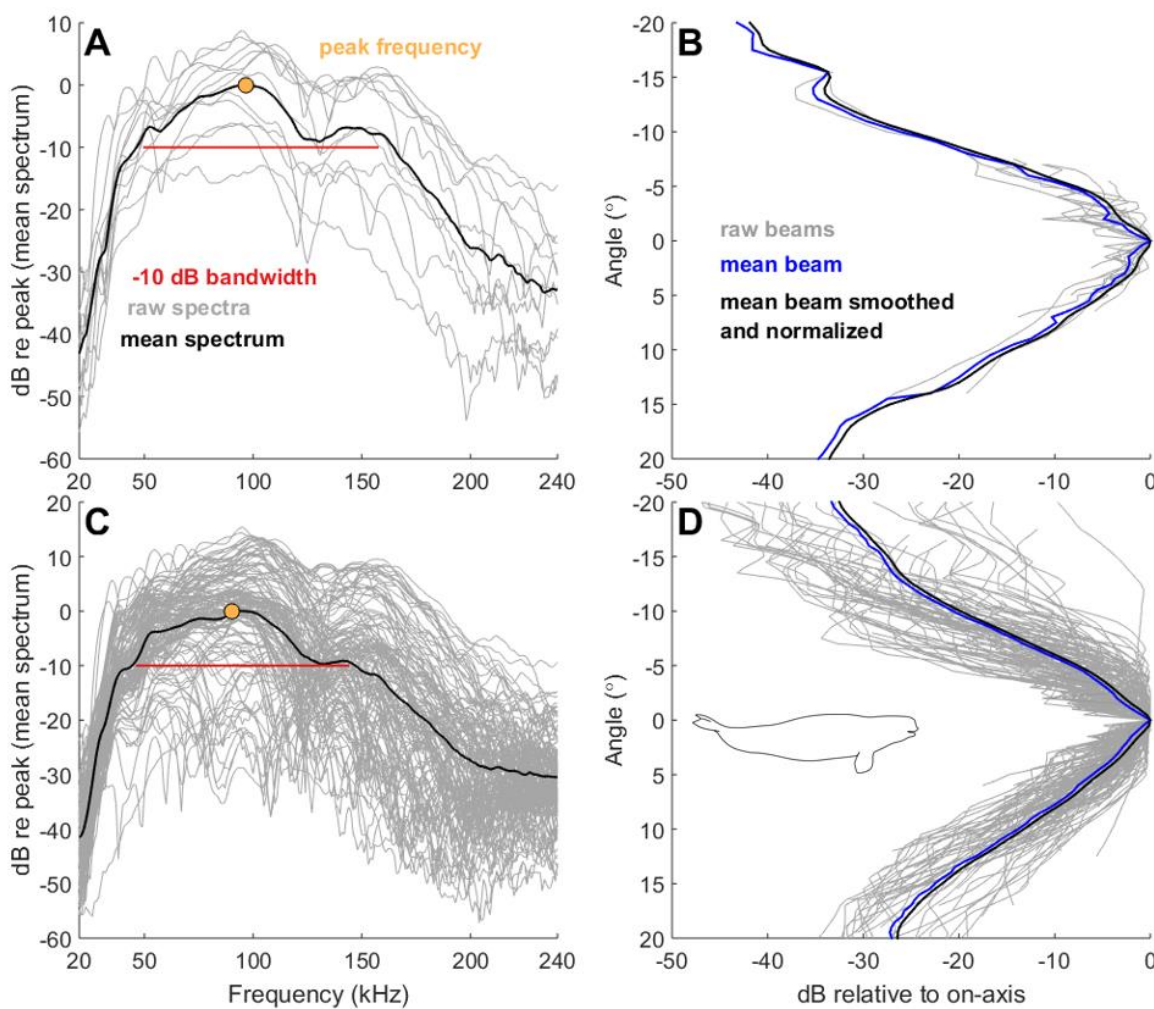 A
peak frequency
-10 dB bandwidth
raw spectra
mean spectrum
dB re peak (mean spectrum)
10
0
-10
-20
-30
-40
-50
-60
20 50 100 150 200 240
B
raw beams
mean beam
mean beam smoothed
and normalized
Angle (°)
-20
-15
-10
-5
0
5
10
15
20
-50 -40 -30 -20 -10 0
C
dB re peak (mean spectrum)
20
10
0
-10
-20
-30
-40
-50
-60
20 50 100 150 200 240
Frequency (kHz)
D
Angle (°)
-20
-15
-10
-5
0
5
10
15
20
-50 -40 -30 -20 -10 0
dB relative to on-axis